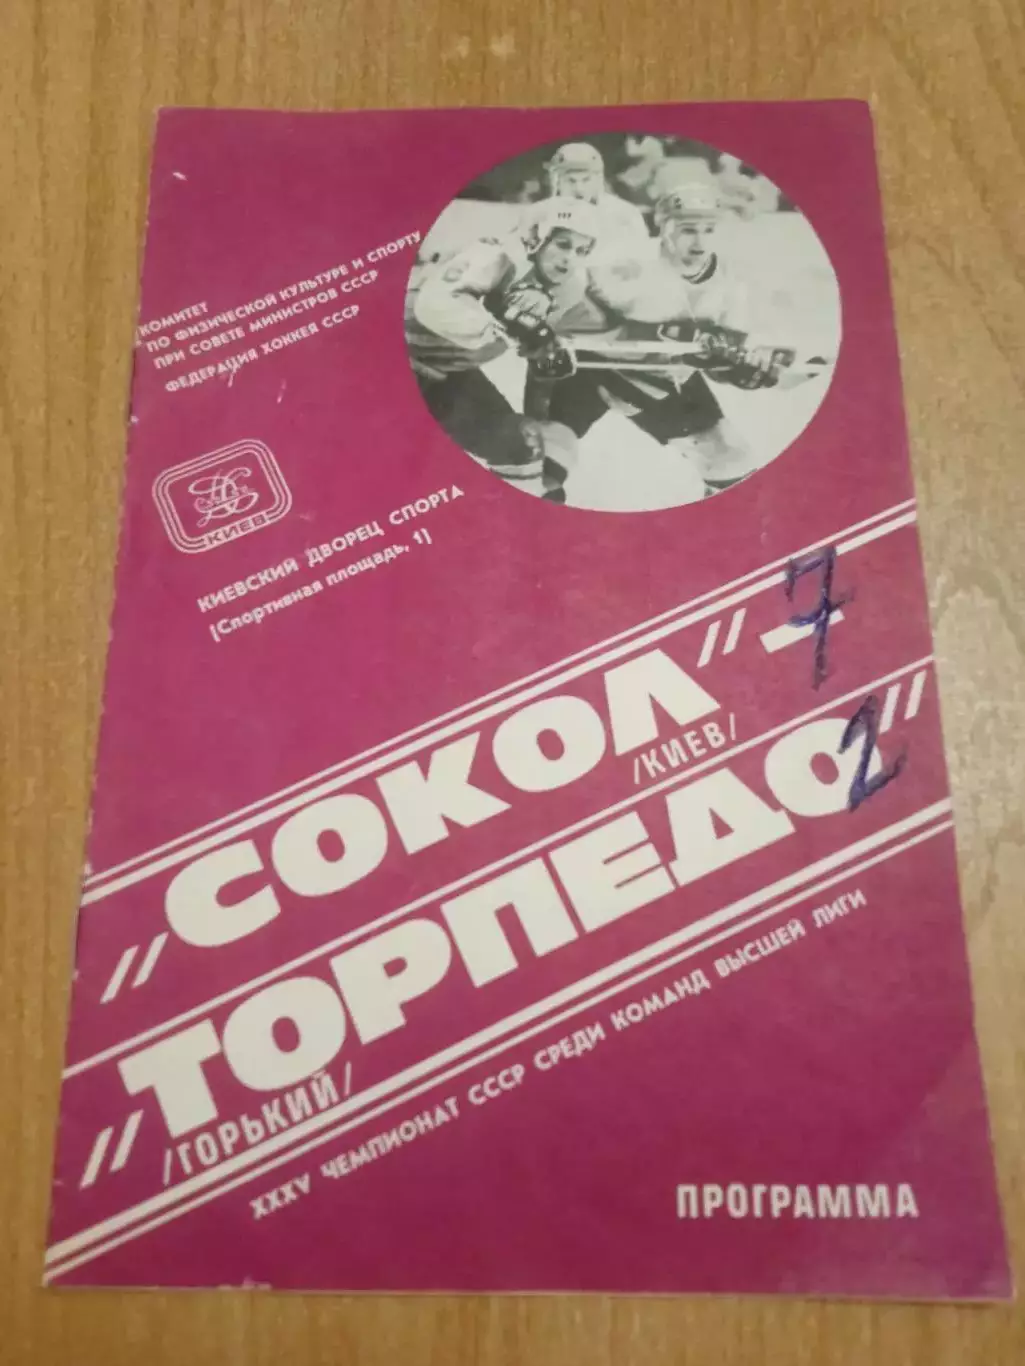 КОМИТЕТ
ПО ФИЗИЧЕСКОЙ КУЛЬТУРЕ И СПОРТУ
ПРИ СОВЕТЕ МИНИСТРОВ СССР
ФЕДЕРАЦИЯ ХОККЕЯ СССР
КИЕВ
КИЕВСКИЙ ДВОРЕЦ СПОРТА
[Спортивная площадь, 1]
"СОКОЛ" – 7
/КИЕВ/
"ТОРПЕДО" 2
/ГОРЬКИЙ/
XXXV ЧЕМПИОНАТ СССР СРЕДИ КОМАНД ВЫСШЕЙ ЛИГИ
ПРОГРАММА